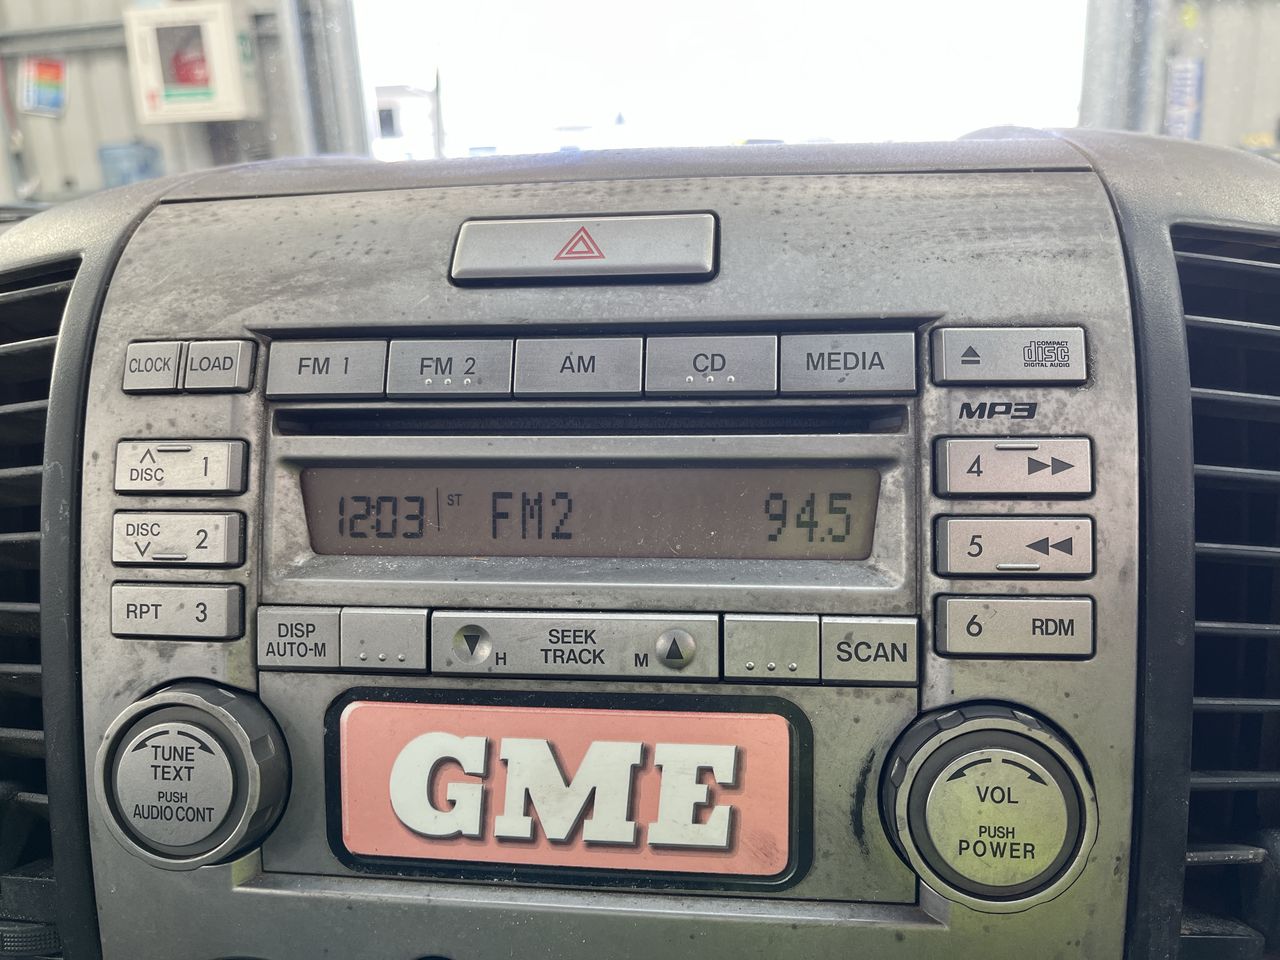 CLOCK
LOAD
FM 1
FM 2
AM
CD
MEDIA
COMPACT
disc
DIGITAL AUDIO
MP3
DISC 1
DISC 2
RPT 3
12:03 ST FM2 94.5
4
5
6 RDM
DISP
AUTO-M
H
SEEK
TRACK
M
SCAN
TUNE
TEXT
PUSH
AUDIO CONT
GME
VOL
PUSH
POWER